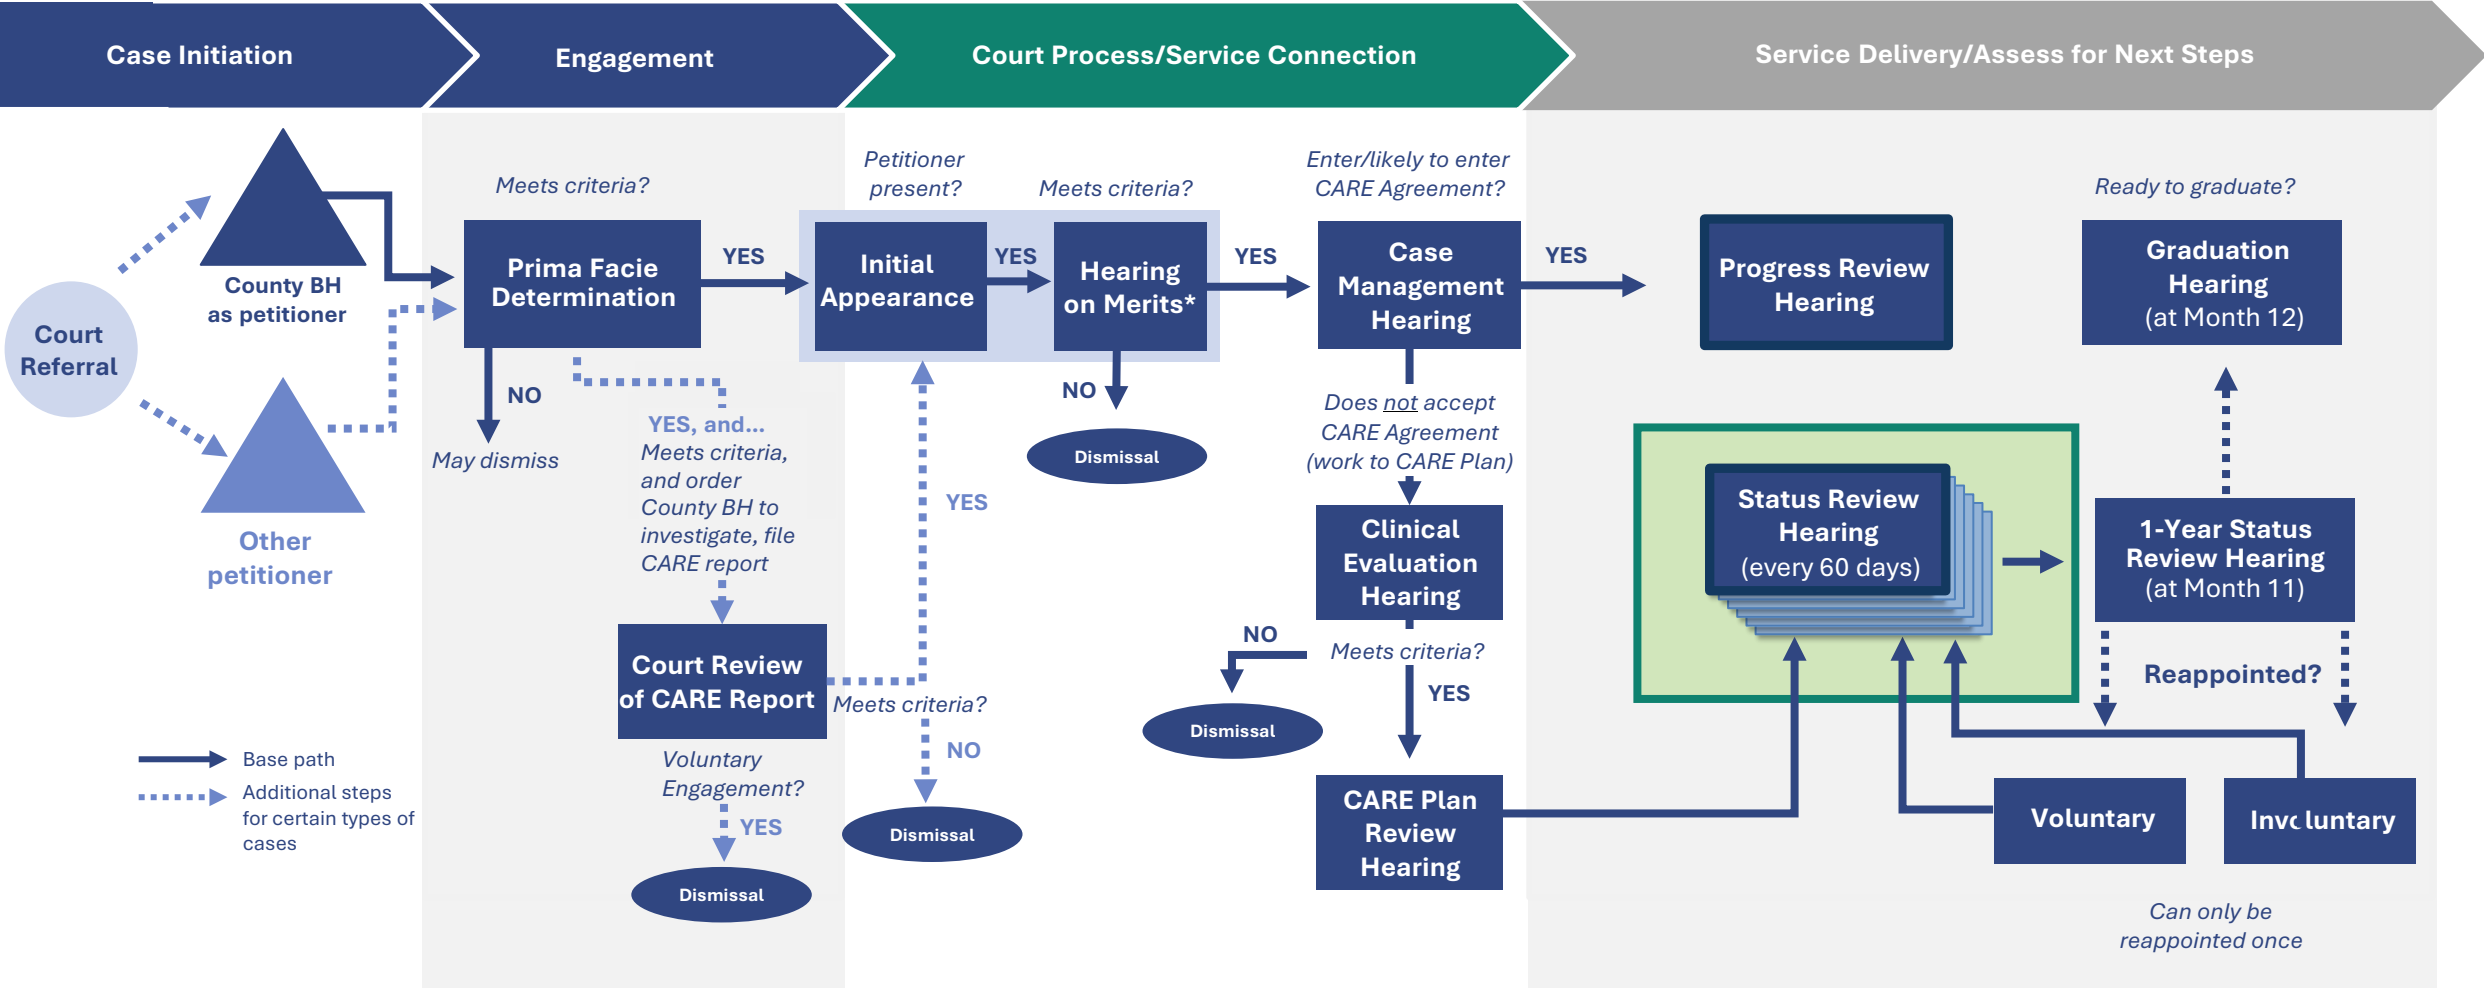 Case Initiation
Engagement
Court Process/Service Connection
Service Delivery/Assess for Next Steps
Court
Referral
County BH
as petitioner
Other
petitioner
Base path
Additional steps
for certain types of
cases
Meets criteria?
Prima Facie
Determination
YES
NO
May dismiss
YES, and...
Meets criteria,
and order
County BH to
investigate, file
CARE report
Court Review
of CARE Report
Voluntary
Engagement?
YES
Dismissal
Meets criteria?
YES
NO
Dismissal
Petitioner
present?
Initial
Appearance
YES
Meets criteria?
Hearing
on Merits*
NO
Dismissal
YES
Enter/likely to enter
CARE Agreement?
Case
Management
Hearing
YES
Does not accept
CARE Agreement
(work to CARE Plan)
Clinical
Evaluation
Hearing
Meets criteria?
NO
Dismissal
YES
CARE Plan
Review
Hearing
Progress Review
Hearing
Status Review
Hearing
(every 60 days)
Ready to graduate?
Graduation
Hearing
(at Month 12)
1-Year Status
Review Hearing
(at Month 11)
Reappointed?
Voluntary
Involuntary
Can only be
reappointed once